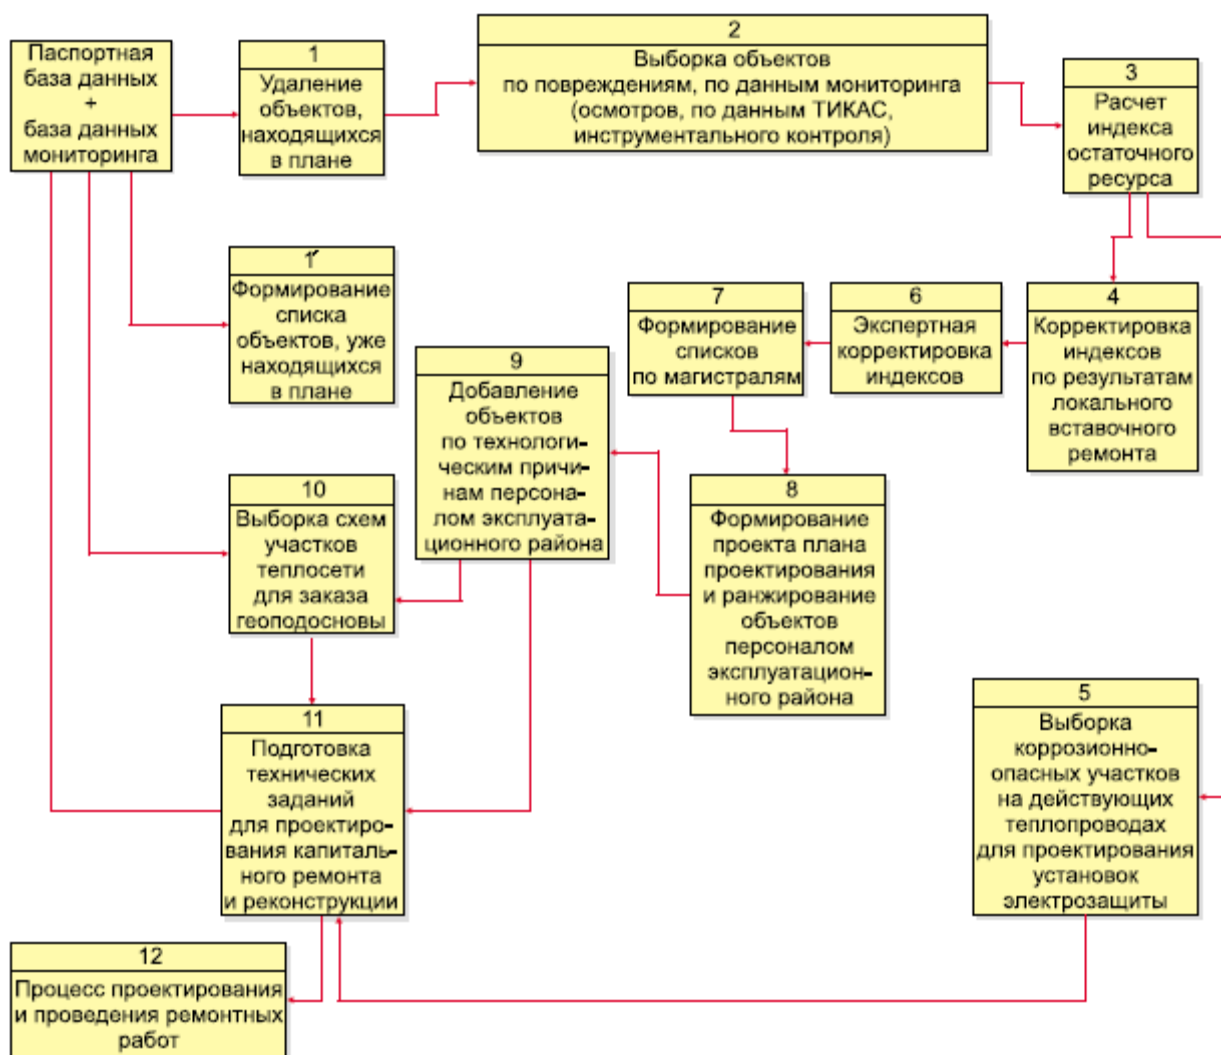 Паспортная
база данных
+
база данных
мониторинга
1
Удаление
объектов,
находящихся
в плане
2
Выборка объектов
по повреждениям, по данным мониторинга
(осмотров, по данным ТИКАС,
инструментального контроля)
3
Расчет
индекса
остаточного
ресурса
1′
Формирование
списка
объектов, уже
находящихся
в плане
9
Добавление
объектов
по технологи-
ческим причи-
нам персона-
лом эксплуата-
ционного района
7
Формирование
списков
по магистралям
6
Экспертная
корректировка
индексов
4
Корректировка
индексов
по результатам
локального
вставочного
ремонта
10
Выборка схем
участков
теплосети
для заказа
геоподосновы
8
Формирование
проекта плана
проектирования
и ранжирование
объектов
персоналом
эксплуатацион-
ного района
11
Подготовка
технических
заданий
для проектиро-
вания капиталь-
ного ремонта
и реконструкции
5
Выборка
коррозионно-
опасных участков
на действующих
теплопроводах
для проектирования
установок
электрозащиты
12
Процесс проектирования
и проведения ремонтных
работ